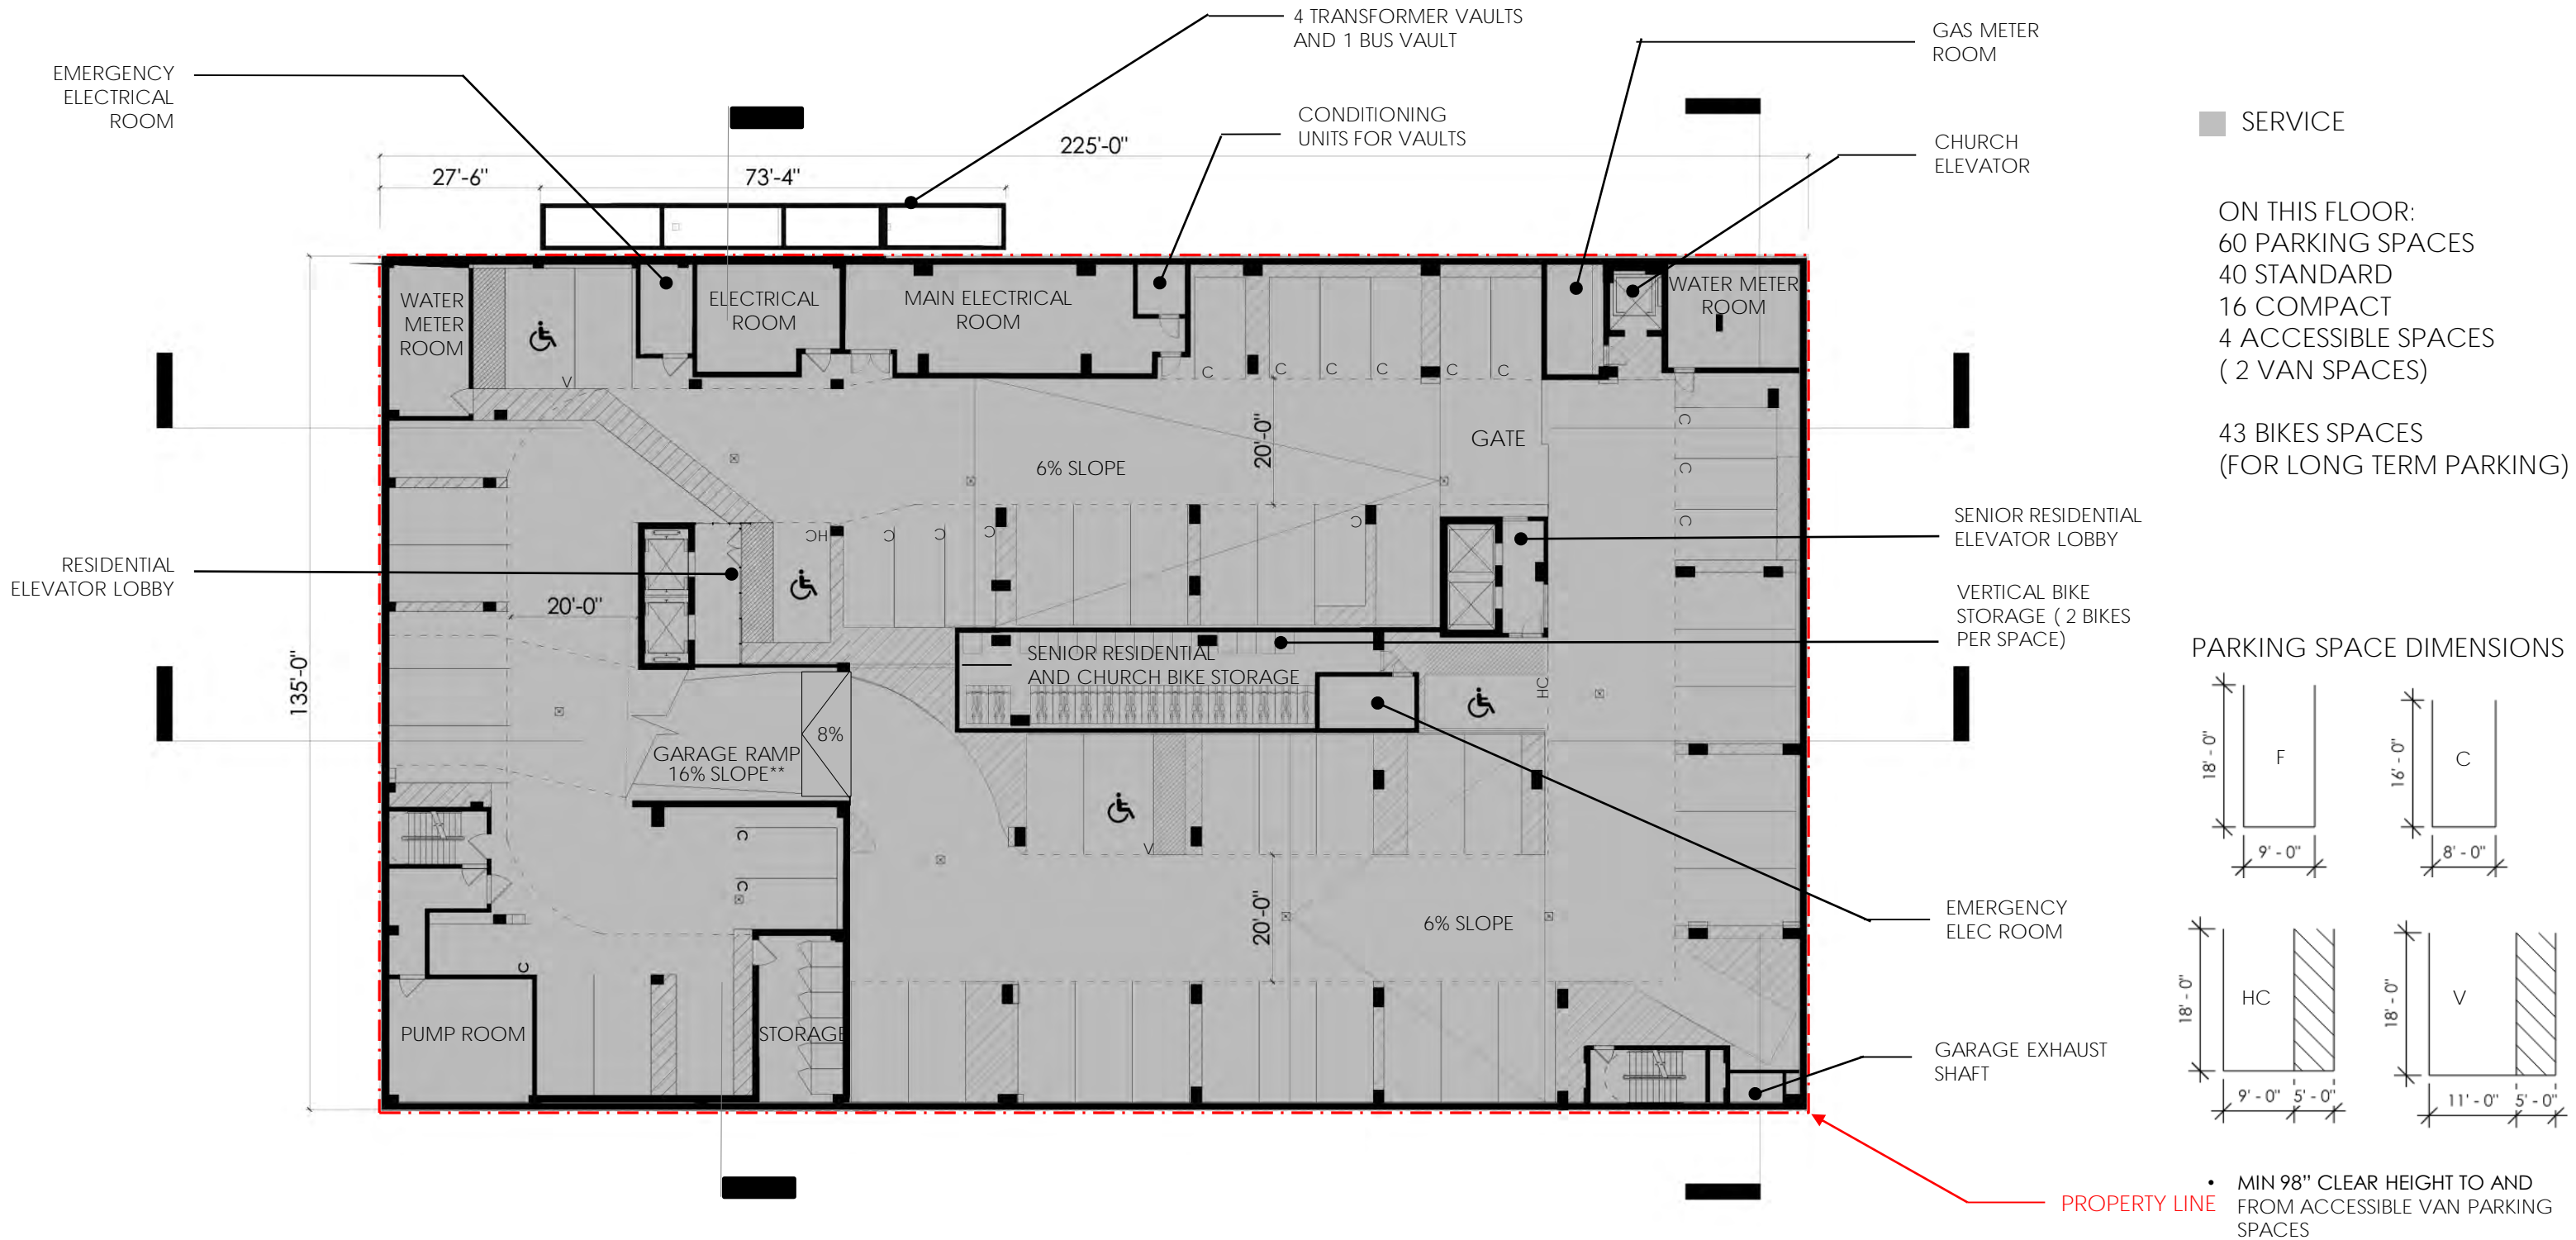 4 TRANSFORMER VAULTS
AND 1 BUS VAULT
GAS METER
ROOM
EMERGENCY
ELECTRICAL
ROOM
CONDITIONING
UNITS FOR VAULTS
SERVICE
CHURCH
ELEVATOR
225'-0"
27'-6"
73'-4"
ON THIS FLOOR:
60 PARKING SPACES
40 STANDARD
16 COMPACT
4 ACCESSIBLE SPACES
( 2 VAN SPACES)
43 BIKES SPACES
(FOR LONG TERM PARKING)
WATER
METER
ROOM
ELECTRICAL
ROOM
MAIN ELECTRICAL
ROOM
WATER METER
ROOM
V
C
C
C
C
C
C
C
20'-0"
GATE
6% SLOPE
C
C
HC
C
C
C
C
SENIOR RESIDENTIAL
ELEVATOR LOBBY
RESIDENTIAL
ELEVATOR LOBBY
20'-0"
VERTICAL BIKE
STORAGE ( 2 BIKES
PER SPACE)
135'-0"
SENIOR RESIDENTIAL
AND CHURCH BIKE STORAGE
HC
8%
GARAGE RAMP
16% SLOPE**
PARKING SPACE DIMENSIONS
18' - 0"
F
9' - 0"
16' - 0"
C
8' - 0"
C
V
C
20'-0"
6% SLOPE
EMERGENCY
ELEC ROOM
C
18' - 0"
HC
9' - 0"
5' - 0"
18' - 0"
V
11' - 0"
5' - 0"
PUMP ROOM
STORAGE
GARAGE EXHAUST
SHAFT
PROPERTY LINE
• MIN 98” CLEAR HEIGHT TO AND
FROM ACCESSIBLE VAN PARKING
SPACES